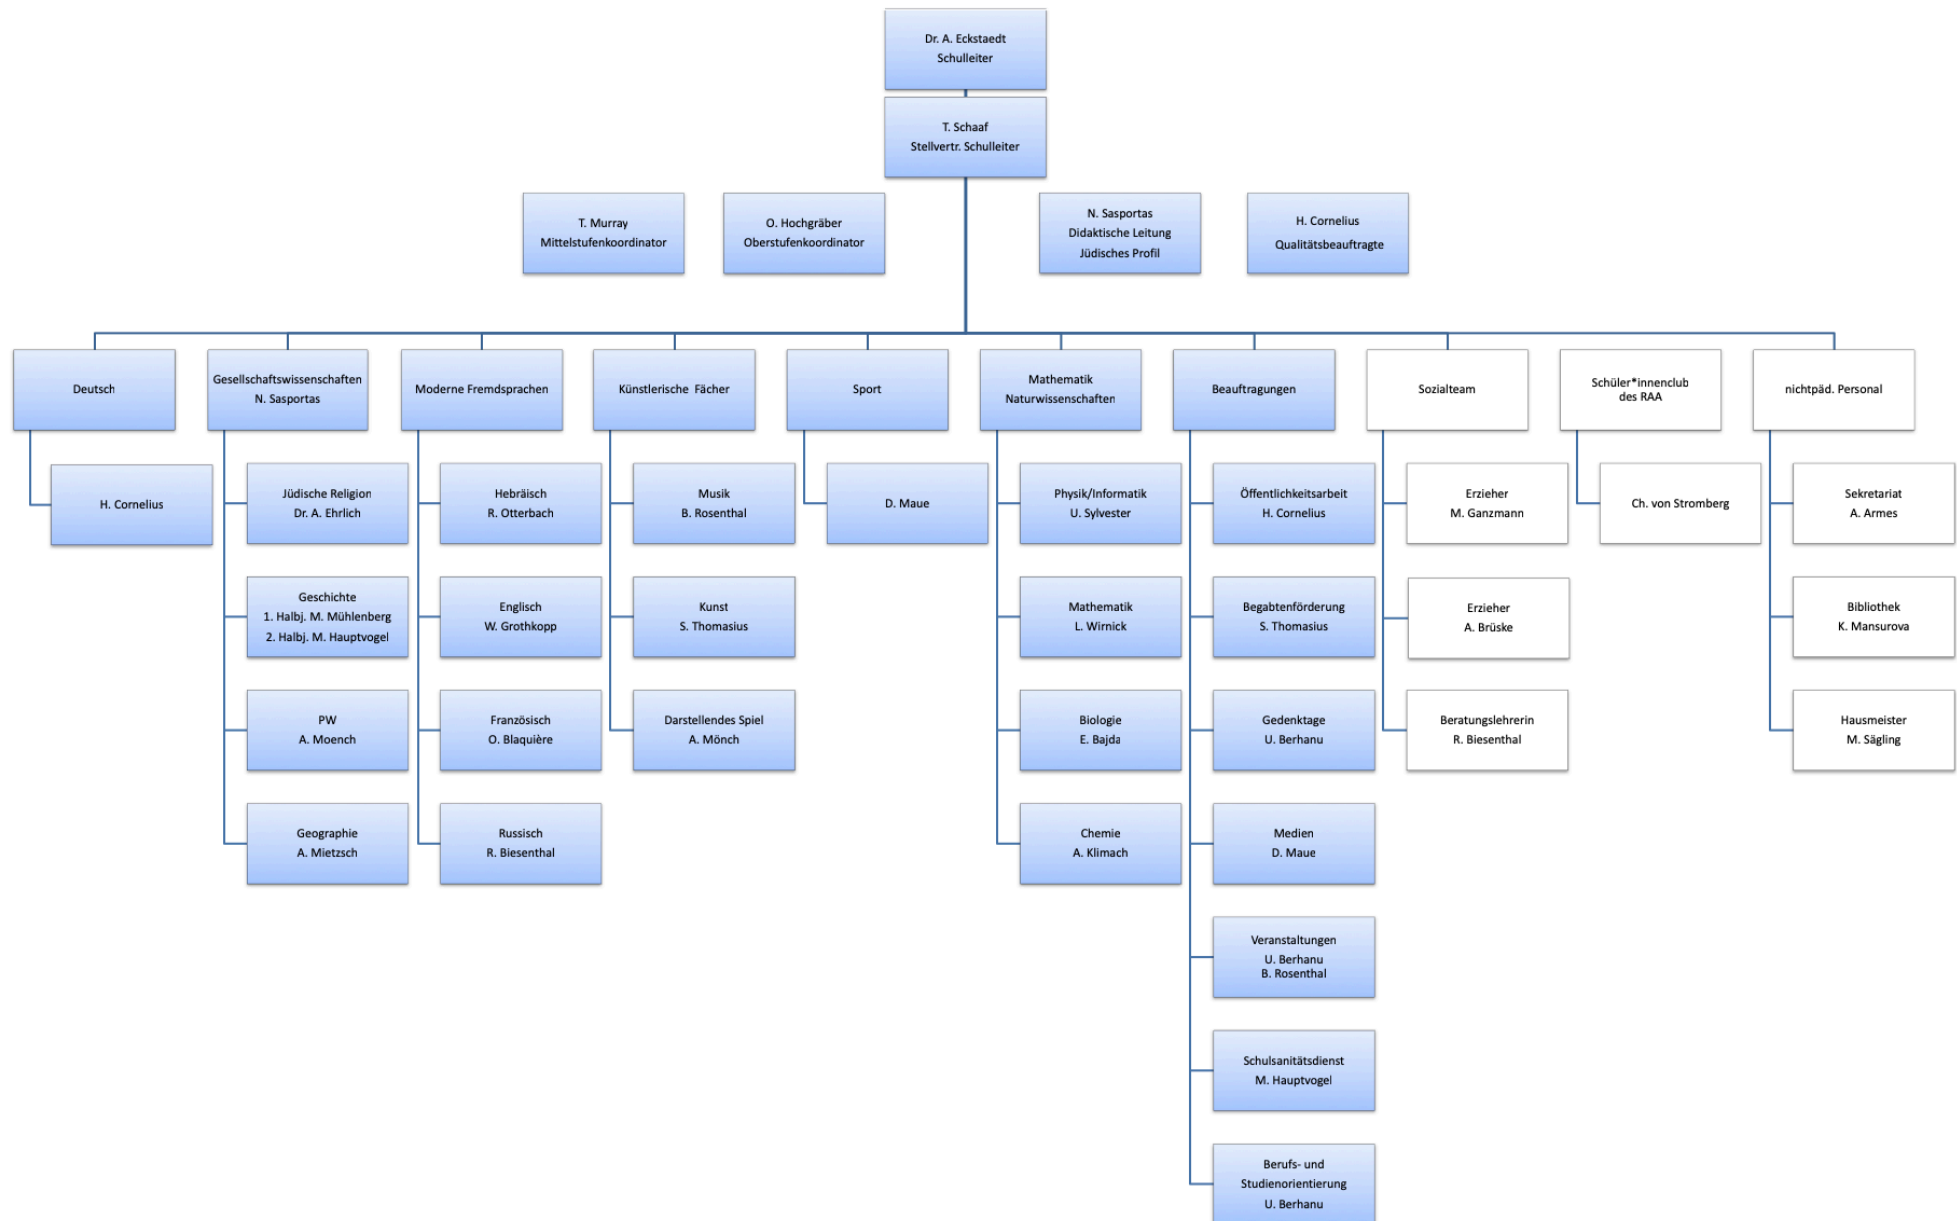 Dr. A. Eckstaedt
Schulleiter
T. Schaaf
Stellvertr. Schulleiter
T. Murray
Mittelstufenkoordinator
O. Hochgräber
Oberstufenkoordinator
N. Sasportas
Didaktische Leitung
Jüdisches Profil
H. Cornelius
Qualitätsbeauftragte
Deutsch
H. Cornelius
Gesellschaftswissenschaften
N. Sasportas
Jüdische Religion
Dr. A. Ehrlich
Geschichte
1. Halbj. M. Mühlenberg
2. Halbj. M. Hauptvogel
PW
A. Moench
Geographie
A. Mietzsch
Moderne Fremdsprachen
Hebräisch
R. Otterbach
Englisch
W. Grothkopp
Französisch
O. Blaquière
Russisch
R. Biesenthal
Künstlerische Fächer
Musik
B. Rosenthal
Kunst
S. Thomasius
Darstellendes Spiel
A. Mönch
Sport
D. Maue
Mathematik
Naturwissenschaften
Physik/Informatik
U. Sylvester
Mathematik
L. Wirnick
Biologie
E. Bajda
Chemie
A. Klimach
Beauftragungen
Öffentlichkeitsarbeit
H. Cornelius
Begabtenförderung
S. Thomasius
Gedenktage
U. Berhanu
Medien
D. Maue
Veranstaltungen
U. Berhanu
B. Rosenthal
Schulsanitätsdienst
M. Hauptvogel
Berufs- und
Studienorientierung
U. Berhanu
Sozialteam
Erzieher
M. Ganzmann
Erzieher
A. Brüske
Beratungslehrerin
R. Biesenthal
Schüler*innenclub
des RAA
Ch. von Stromberg
nichtpäd. Personal
Sekretariat
A. Armes
Bibliothek
K. Mansurova
Hausmeister
M. Sägling